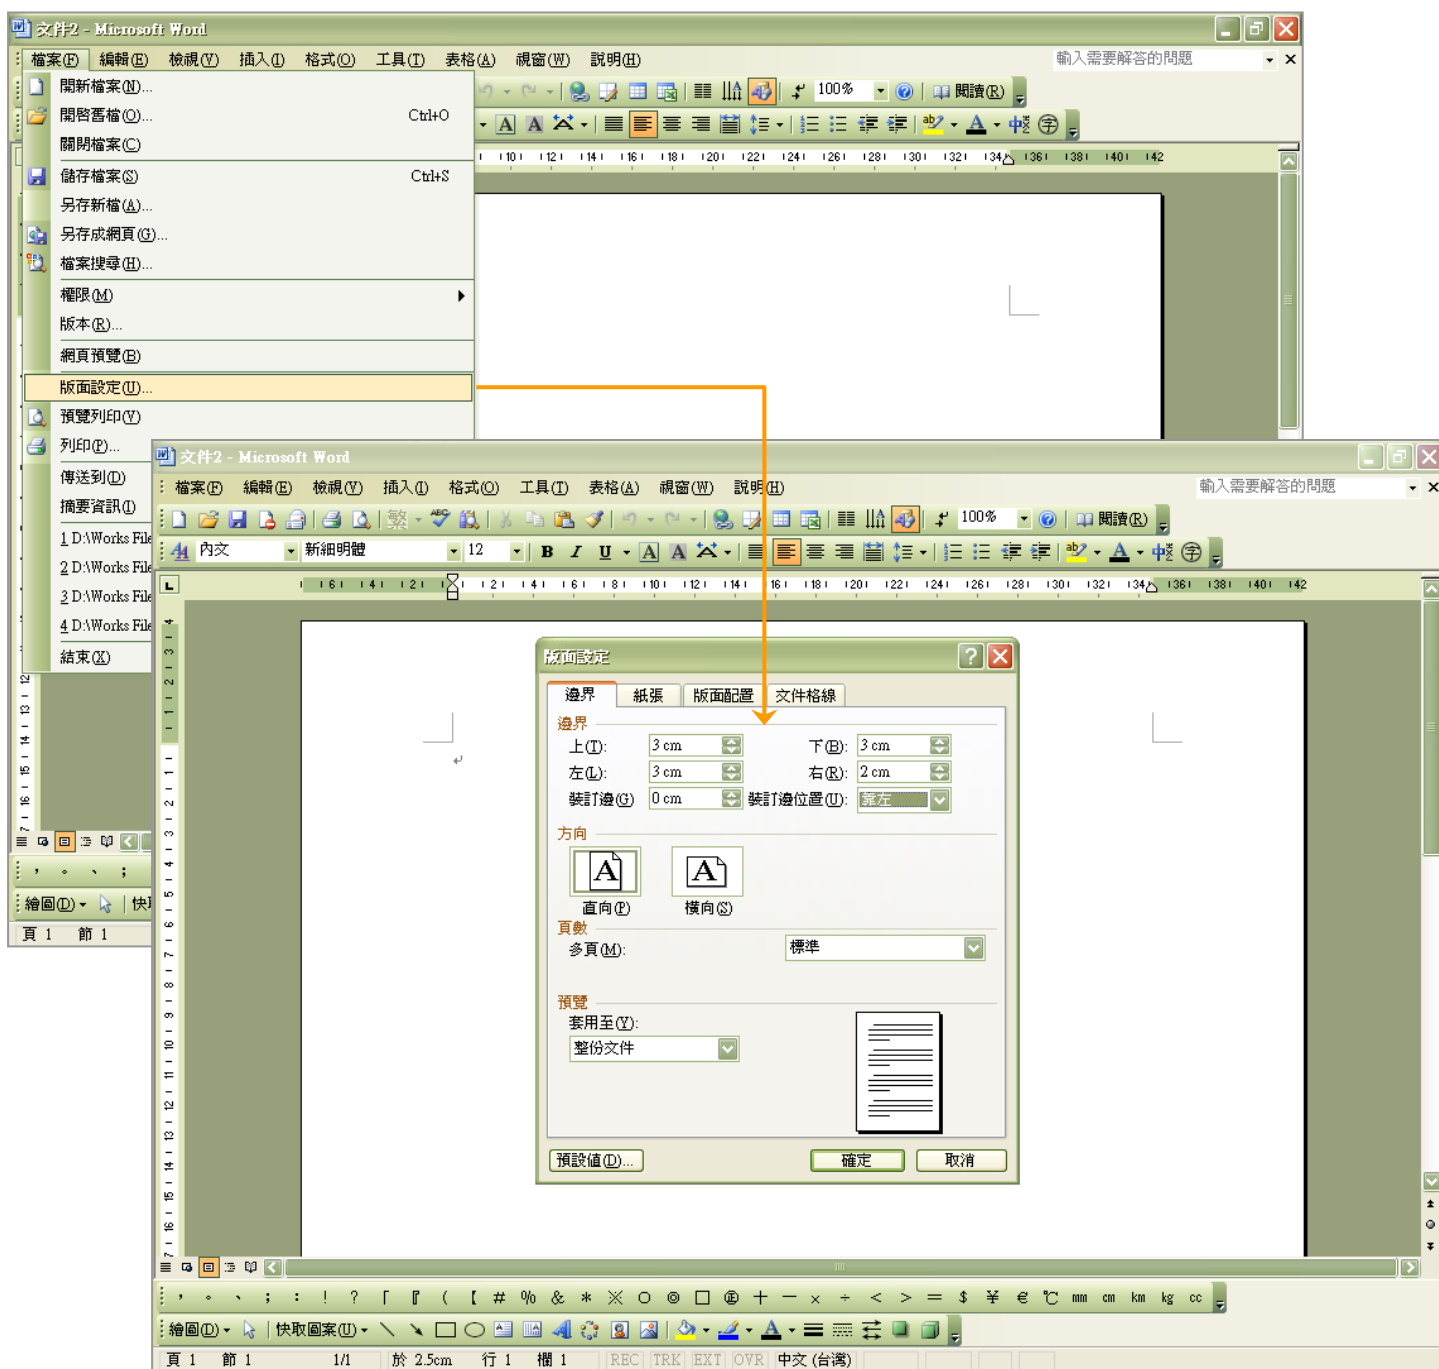 文件2 - Microsoft Word
檔案(F) 編輯(E) 檢視(V) 插入(I) 格式(O) 工具(T) 表格(A) 視窗(W) 說明(H) 輸入需要解答的問題
開新檔案(N)...
100% 閱讀(R)
開啓舊檔(O)... Ctrl+O
關閉檔案(C)
儲存檔案(S) Ctrl+S
另存新檔(A)...
另存成網頁(G)...
檔案搜尋(H)...
權限(M)
版本(R)...
網頁預覽(B)
版面設定(U)...
預覽列印(V)
列印(P)...
傳送到(D)
摘要資訊(I)
1 D:\Works File
2 D:\Works File
3 D:\Works File
4 D:\Works File
結束(X)
繪圖(D)
頁 1 節 1
文件2 - Microsoft Word
檔案(F) 編輯(E) 檢視(V) 插入(I) 格式(O) 工具(T) 表格(A) 視窗(W) 說明(H) 輸入需要解答的問題
100% 閱讀(R)
內文 新細明體 12 B I U A A
版面設定
邊界 紙張 版面配置 文件格線
邊界
上(T): 3 cm 下(B): 3 cm
左(L): 3 cm 右(R): 2 cm
裝訂邊(G) 0 cm 裝訂邊位置(U): 靠左
方向
直向(P) 橫向(S)
頁數
多頁(M): 標準
預覽
套用至(Y):
整份文件
預設值(D)... 確定 取消
, 。 、 ; : ! ? 「 『 ( 【 # % & * ※ ○ ◎ □ ㊣ + － × ÷ < > = $ ¥ € ℃ mm cm km kg cc
繪圖(D) 快取圖案(U)
頁 1 節 1 1/1 於 2.5cm 行 1 欄 1 REC TRK EXT OVR 中文 (台灣)